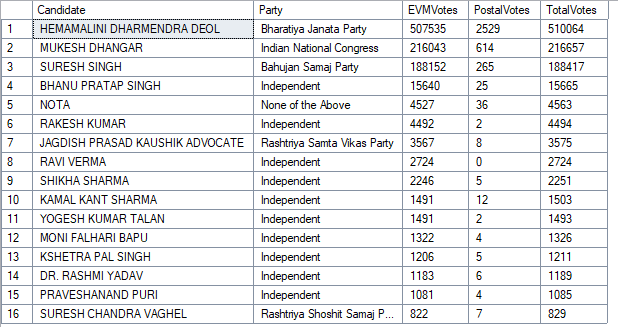 Candidate Party EVMVotes PostalVotes TotalVotes
1 HEMAMALINI DHARMENDRA DEOL Bharatiya Janata Party 507535 2529 510064
2 MUKESH DHANGAR Indian National Congress 216043 614 216657
3 SURESH SINGH Bahujan Samaj Party 188152 265 188417
4 BHANU PRATAP SINGH Independent 15640 25 15665
5 NOTA None of the Above 4527 36 4563
6 RAKESH KUMAR Independent 4492 2 4494
7 JAGDISH PRASAD KAUSHIK ADVOCATE Rashtriya Samta Vikas Party 3567 8 3575
8 RAVI VERMA Independent 2724 0 2724
9 SHIKHA SHARMA Independent 2246 5 2251
10 KAMAL KANT SHARMA Independent 1491 12 1503
11 YOGESH KUMAR TALAN Independent 1491 2 1493
12 MONI FALHARI BAPU Independent 1322 4 1326
13 KSHETRA PAL SINGH Independent 1206 5 1211
14 DR. RASHMI YADAV Independent 1183 6 1189
15 PRAVESHANAND PURI Independent 1081 4 1085
16 SURESH CHANDRA VAGHEL Rashtriya Shoshit Samaj P... 822 7 829